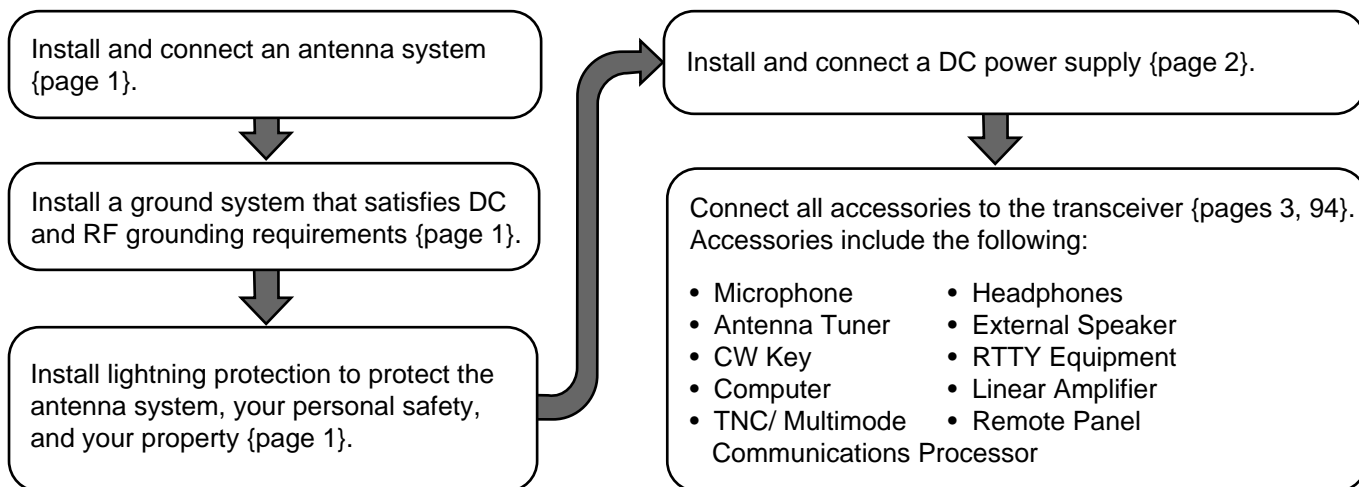 Install and connect an antenna system
{page 1}.
Install a ground system that satisfies DC
and RF grounding requirements {page 1}.
Install lightning protection to protect the
antenna system, your personal safety,
and your property {page 1}.
Install and connect a DC power supply {page 2}.
Connect all accessories to the transceiver {pages 3, 94}.
Accessories include the following:
• Microphone
• Antenna Tuner
• CW Key
• Computer
• TNC/ Multimode
Communications Processor
• Headphones
• External Speaker
• RTTY Equipment
• Linear Amplifier
• Remote Panel